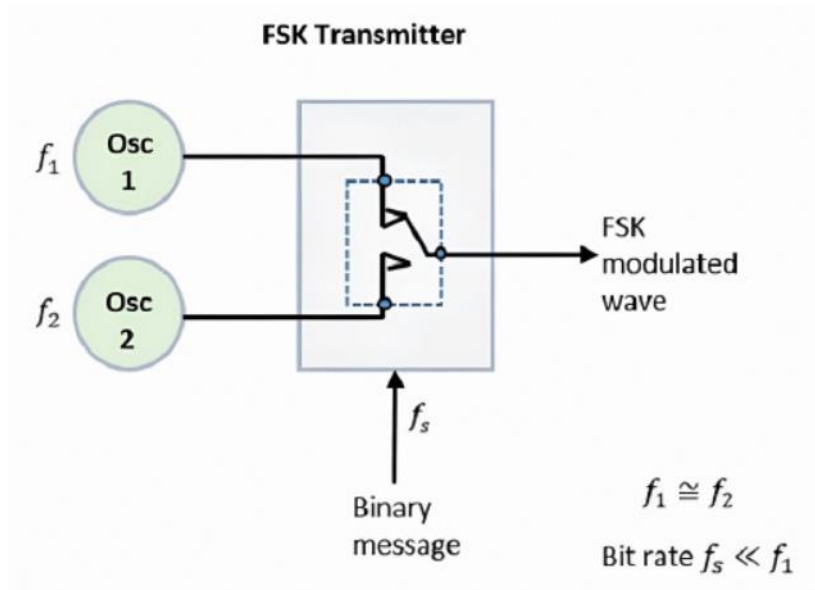 FSK Transmitter
f₁
Osc
1
f₂
Osc
2
FSK
modulated
wave
fₛ
Binary
message
f₁ ≅ f₂
Bit rate fₛ ≪ f₁